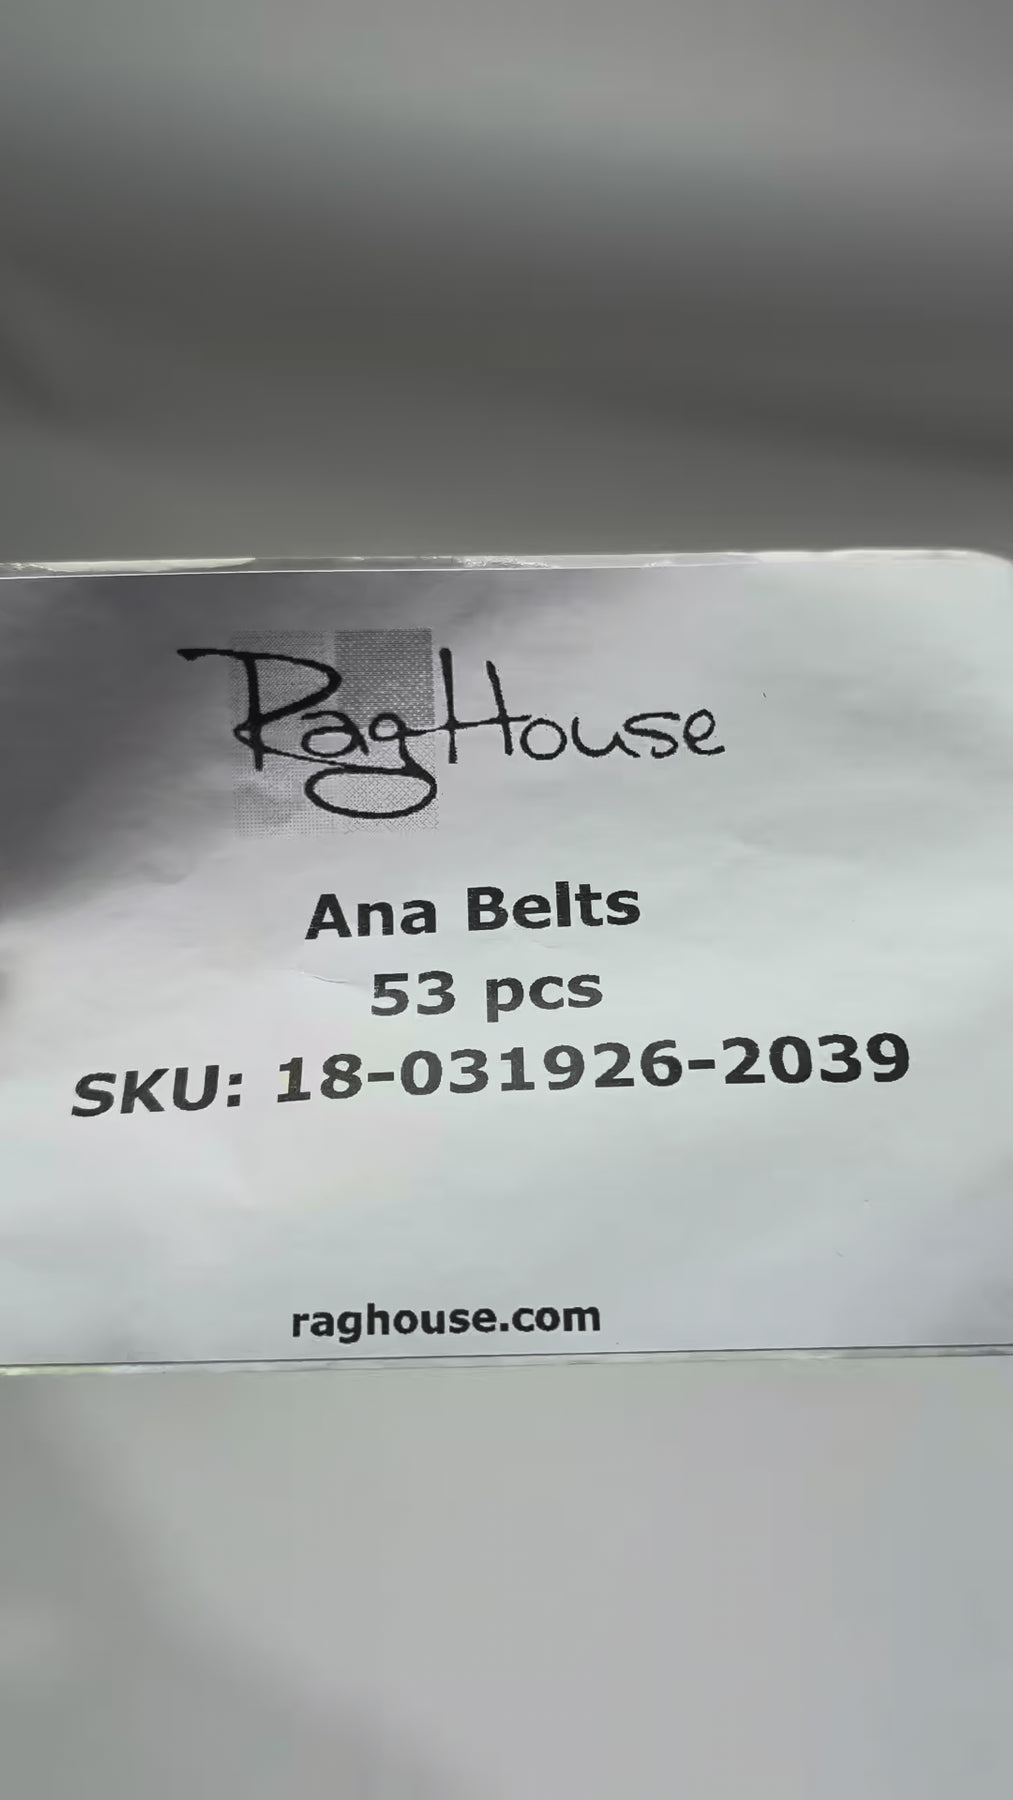 RagHouse
Ana Belts
53 pcs
SKU: 18-031926-2039
raghouse.com